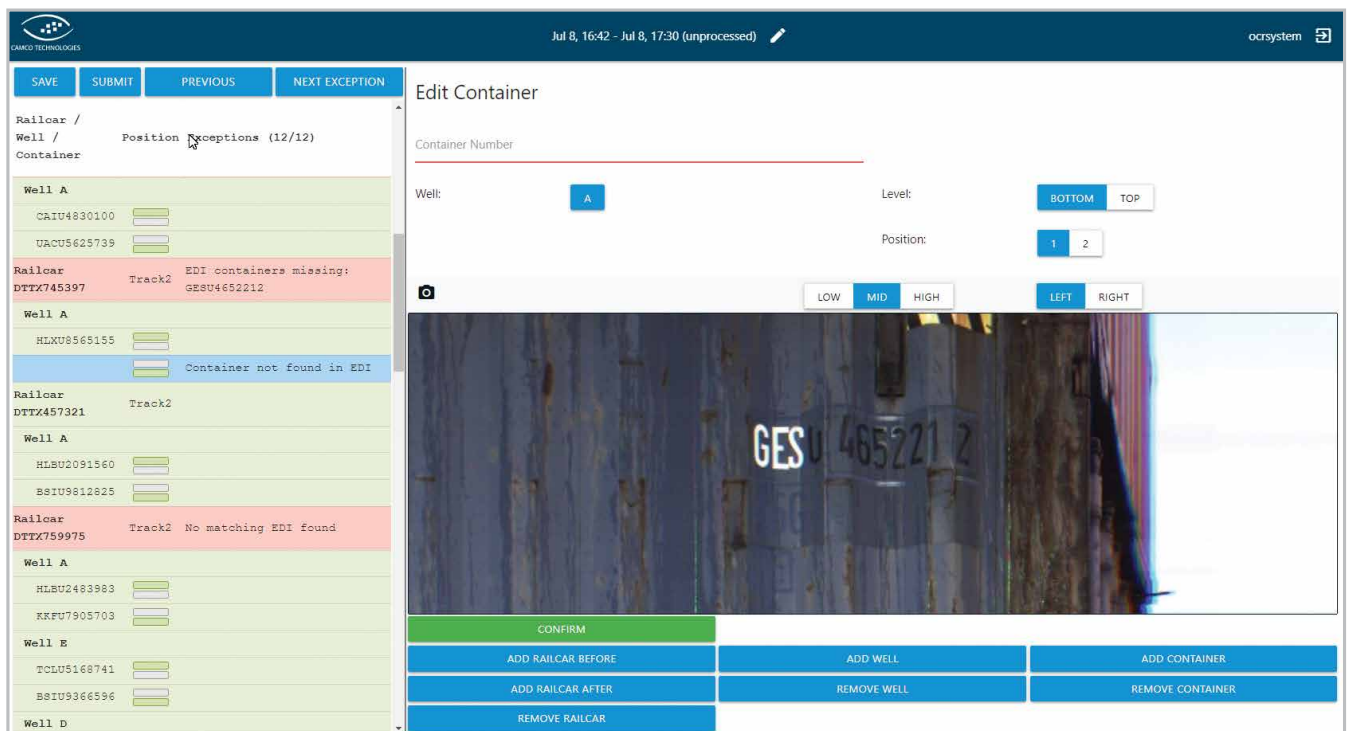 CAMCO TECHNOLOGIES
Jul 8, 16:42 - Jul 8, 17:30 (unprocessed)
ocrsystem
SAVE
SUBMIT
PREVIOUS
NEXT EXCEPTION
Railcar /
Well / Position Exceptions (12/12)
Container
Well A
CAIU4830100
UACU5625739
Railcar
DTTX745397
Track2
EDI containers missing:
GESU4652212
Well A
HLXU8565155
Container not found in EDI
Railcar
DTTX457321
Track2
Well A
HLBU2091560
BSIU9812825
Railcar
DTTX759975
Track2 No matching EDI found
Well A
HLBU2483983
KKFU7905703
Well E
TCLU5168741
BSIU9366596
Well D
Edit Container
Container Number
Well:
A
Level:
BOTTOM
TOP
Position:
1
2
LOW
MID
HIGH
LEFT
RIGHT
GESU 465221 2
CONFIRM
ADD RAILCAR BEFORE
ADD WELL
ADD CONTAINER
ADD RAILCAR AFTER
REMOVE WELL
REMOVE CONTAINER
REMOVE RAILCAR